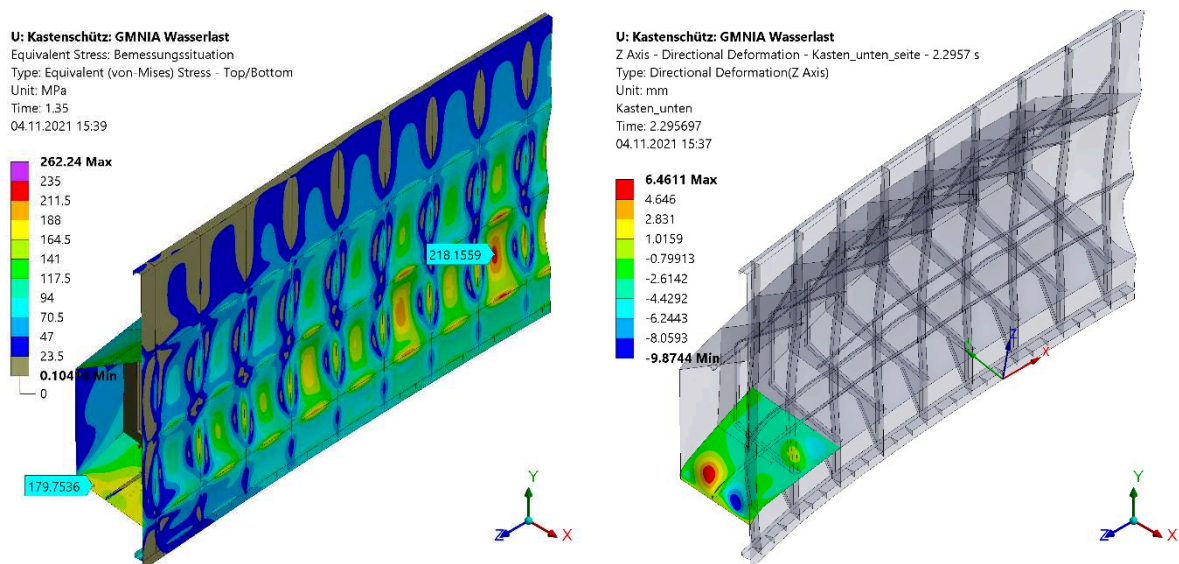 U: Kastenschütz: GMNIA Wasserlast
Equivalent Stress: Bemessungssituation
Type: Equivalent (von-Mises) Stress - Top/Bottom
Unit: MPa
Time: 1.35
04.11.2021 15:39
262.24 Max
235
211.5
188
164.5
141
117.5
94
70.5
47
23.5
Min
0
218.1559
179.7536
Y
Z
X
U: Kastenschütz: GMNIA Wasserlast
Z Axis - Directional Deformation - Kasten_unten_seite - 2.2957 s
Type: Directional Deformation(Z Axis)
Unit: mm
Kasten_unten
Time: 2.295697
04.11.2021 15:37
6.4611 Max
4.646
2.831
1.0159
-0.79913
-2.6142
-4.4292
-6.2443
-8.0593
-9.8744 Min
Z
X
Y
Z
X